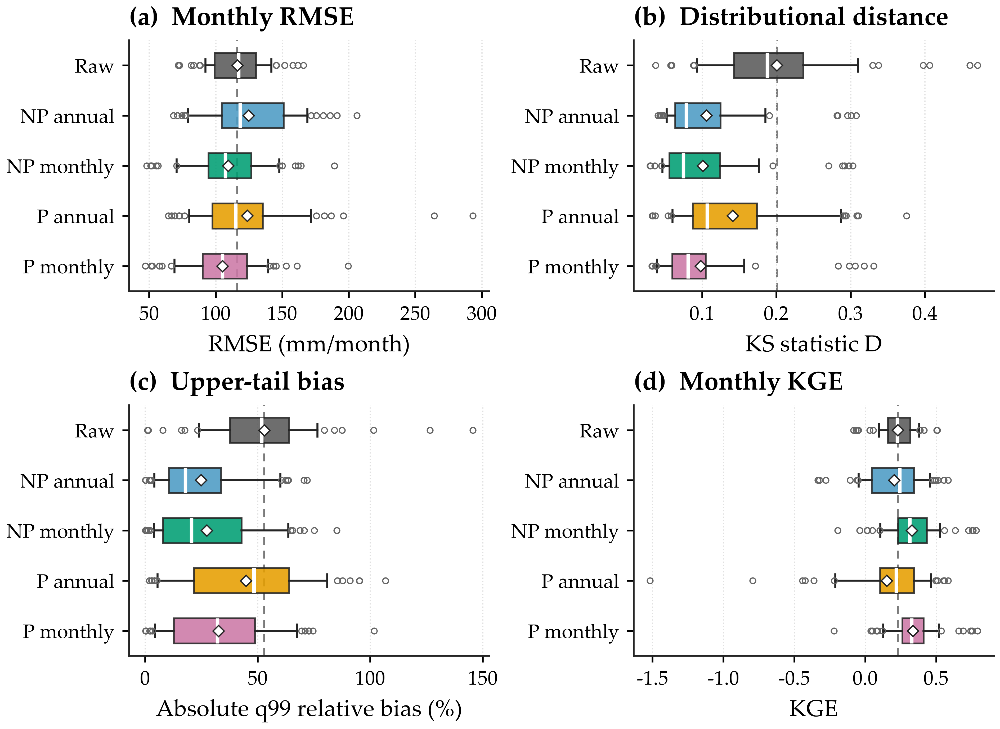 (a) Monthly RMSE
Raw
NP annual
NP monthly
P annual
P monthly
50 100 150 200 250 300
RMSE (mm/month)
(b) Distributional distance
Raw
NP annual
NP monthly
P annual
P monthly
0.1 0.2 0.3 0.4
KS statistic D
(c) Upper-tail bias
Raw
NP annual
NP monthly
P annual
P monthly
0 50 100 150
Absolute q99 relative bias (%)
(d) Monthly KGE
Raw
NP annual
NP monthly
P annual
P monthly
-1.5 -1.0 -0.5 0.0 0.5
KGE